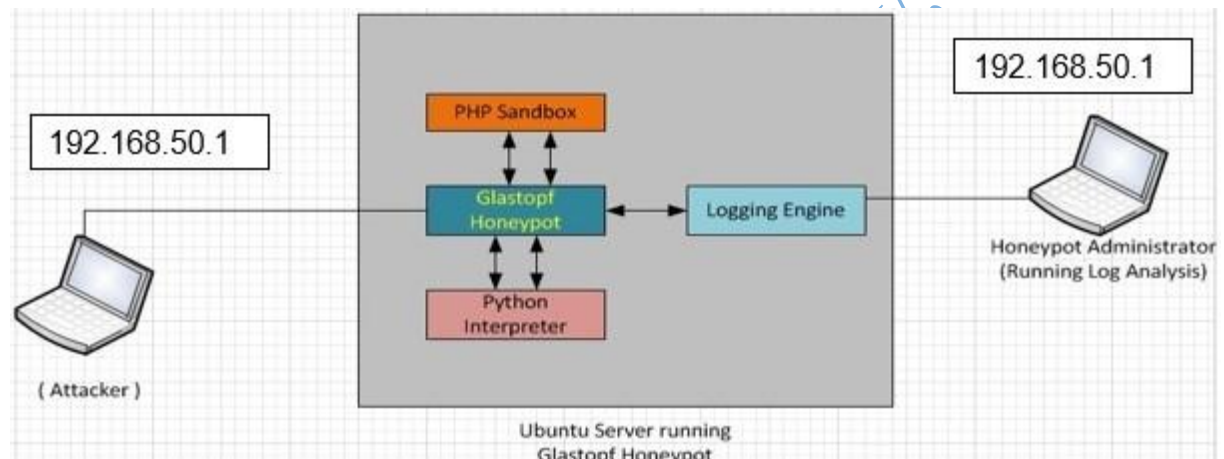 192.168.50.1
192.168.50.1
PHP Sandbox
Glastopf
Honeypot
Logging Engine
Python
Interpreter
Honeypot Administrator
(Running Log Analysis)
( Attacker )
Ubuntu Server running
Glastopf Honeypot